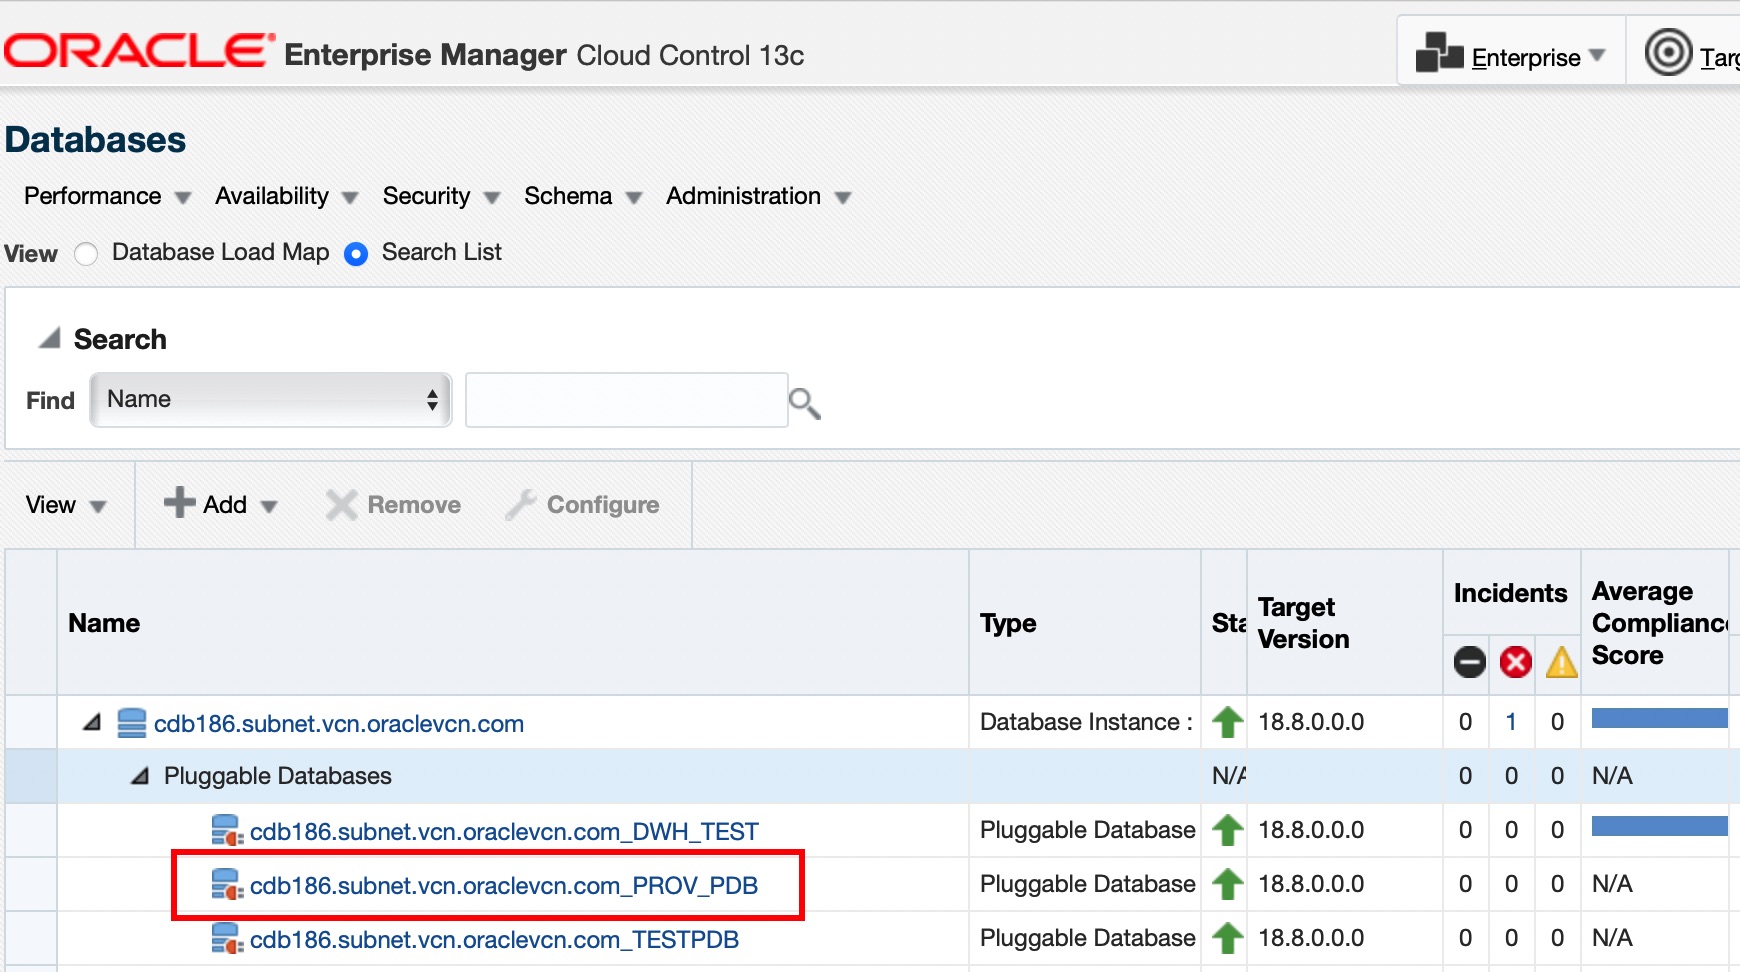 ORACLE Enterprise Manager Cloud Control 13c
Enterprise
Targ
Databases
Performance Availability Security Schema Administration
View Database Load Map Search List
Search
Find Name
View Add Remove Configure
Name Type Sta Target Version Incidents Average Compliance Score
cdb186.subnet.vcn.oraclevcn.com Database Instance : 18.8.0.0.0 0 1 0
Pluggable Databases N/A 0 0 0 N/A
cdb186.subnet.vcn.oraclevcn.com_DWH_TEST Pluggable Database 18.8.0.0.0 0 0 0
cdb186.subnet.vcn.oraclevcn.com_PROV_PDB Pluggable Database 18.8.0.0.0 0 0 0 N/A
cdb186.subnet.vcn.oraclevcn.com_TESTPDB Pluggable Database 18.8.0.0.0 0 0 0 N/A